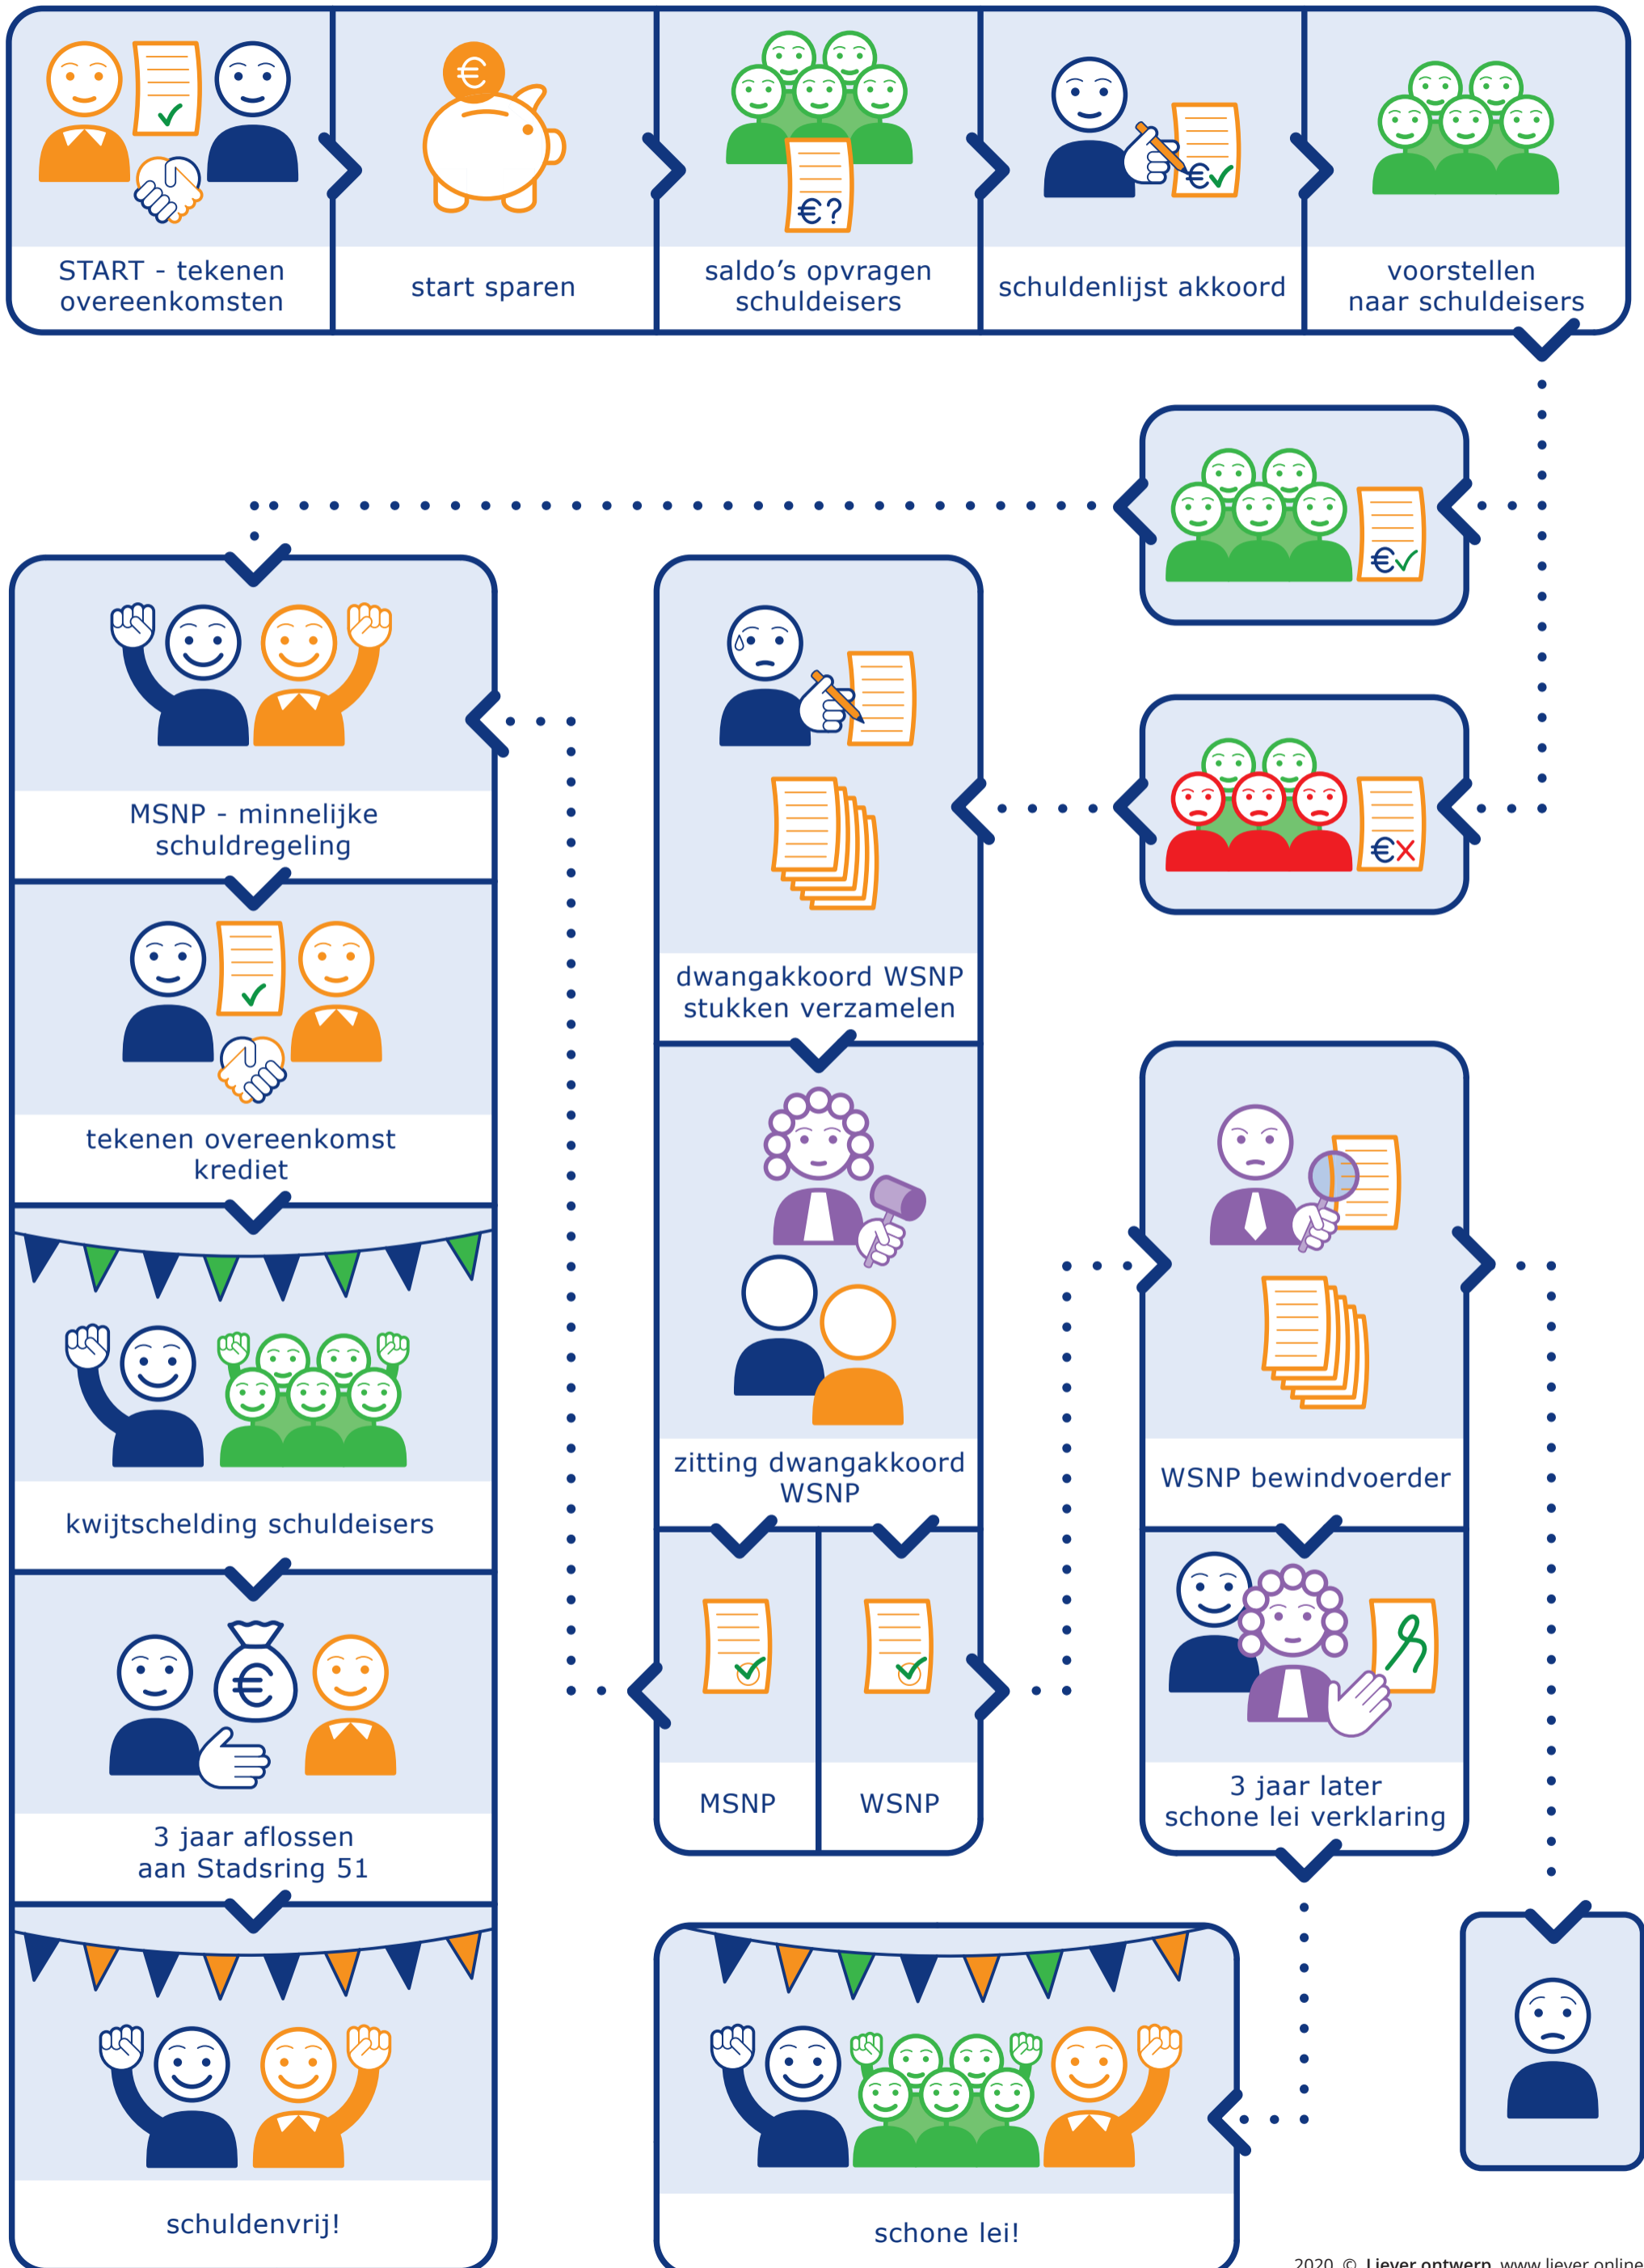 START - tekenen
overeenkomsten
start sparen
saldo's opvragen
schuldeisers
schuldenlijst akkoord
voorstellen
naar schuldeisers
€
€?
€
€
€
MSNP - minnelijke
schuldregeling
tekenen overeenkomst
krediet
kwijtschelding schuldeisers
€
3 jaar aflossen
aan Stadsring 51
schuldenvrij!
dwangakkoord WSNP
stukken verzamelen
zitting dwangakkoord
WSNP
MSNP
WSNP
WSNP bewindvoerder
3 jaar later
schone lei verklaring
schone lei!
2020 © Liever ontwerp www.liever.online